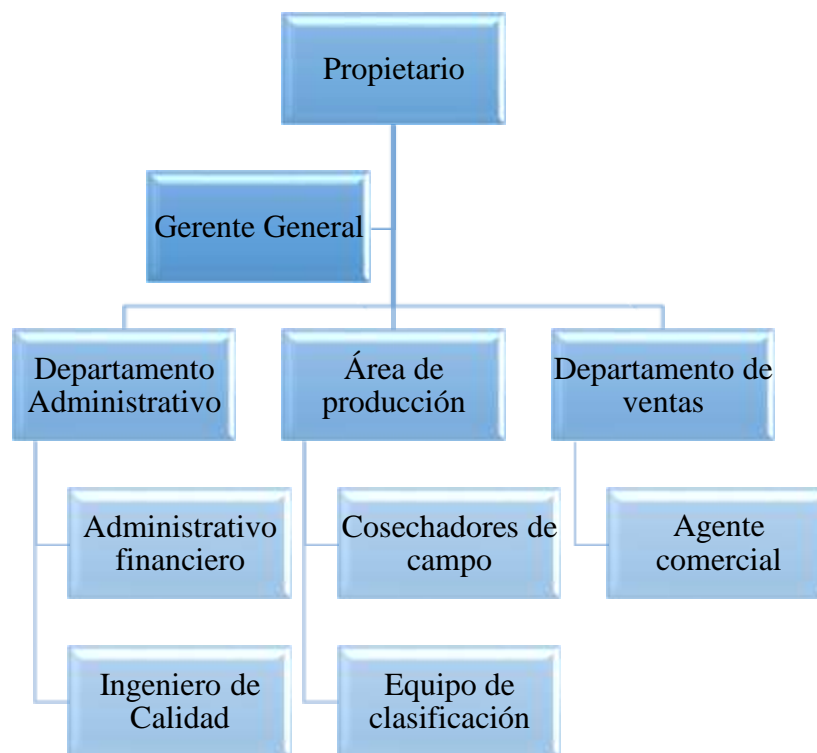 Propietario
Gerente General
Departamento
Administrativo
Área de
producción
Departamento de
ventas
Administrativo
financiero
Cosechadores de
campo
Agente
comercial
Ingeniero de
Calidad
Equipo de
clasificación